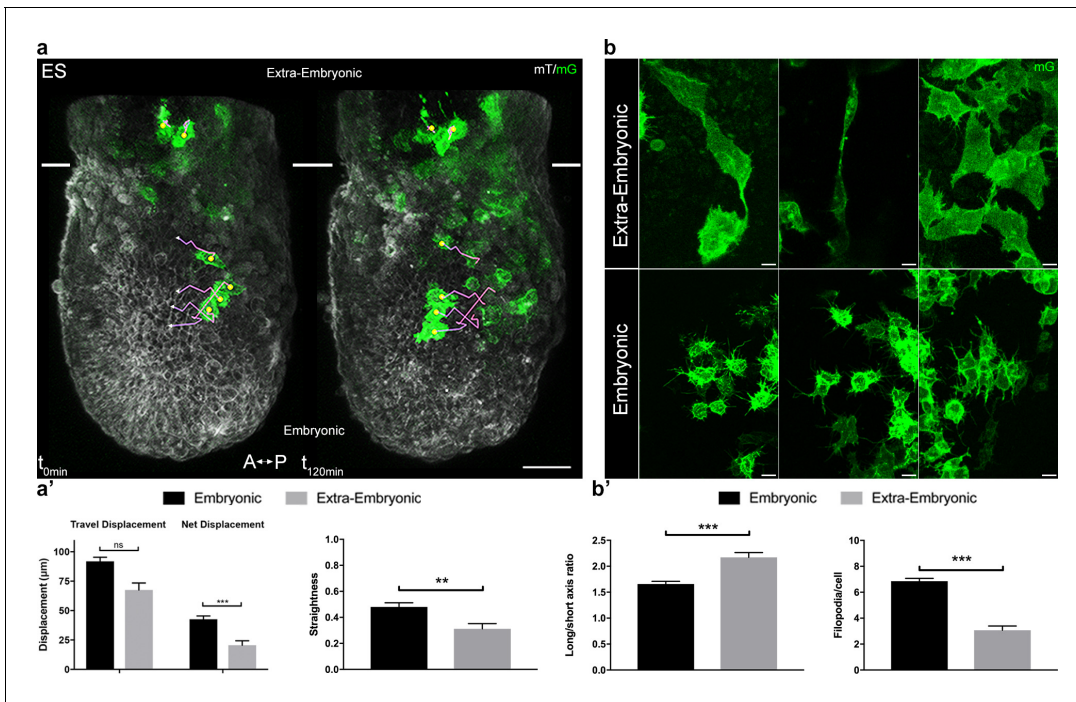 a
ES
Extra-Embryonic
mT/mG
Embryonic
t0min
A↔P
t120min
b
mG
Extra-Embryonic
Embryonic
a’
Embryonic
Extra-Embryonic
Travel Displacement
Net Displacement
Displacement (µm)
100
75
50
25
0
ns
***
Straightness
1.0
0.8
0.6
0.4
0.2
0.0
**
b’
Embryonic
Extra-Embryonic
Long/short axis ratio
2.5
2.0
1.5
1.0
0.5
0.0
***
Filopodia/cell
10
8
6
4
2
0
***